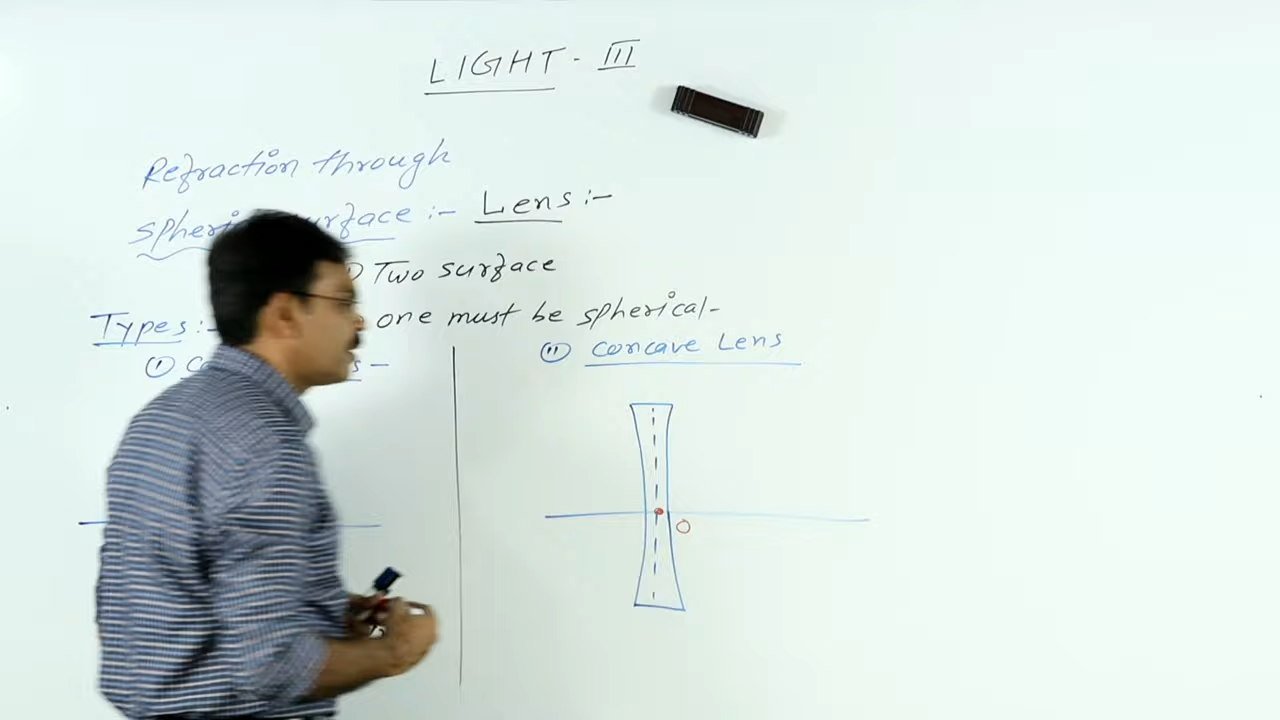 LIGHT - III
Refraction through
surface :- Lens :-
Two surface
Types :- one must be spherical -
(ii) concave Lens
(i)
O